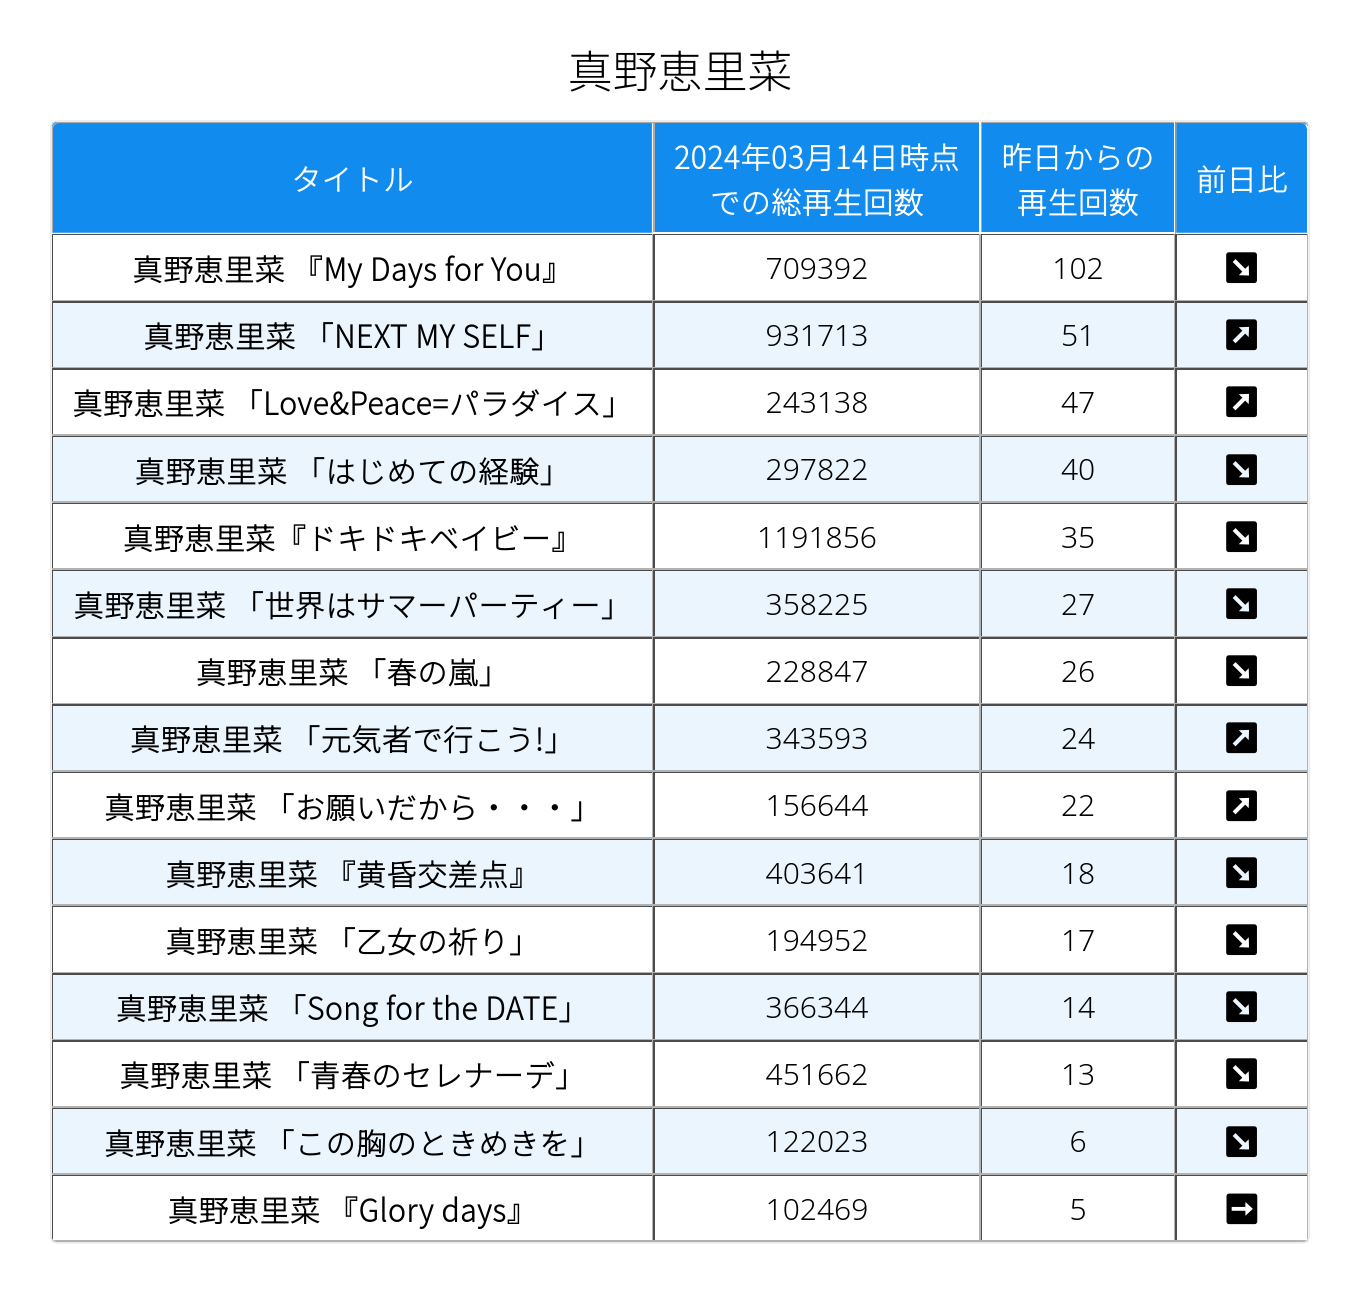 真野恵里菜
タイトル
2024年03月14日時点
での総再生回数
昨日からの
再生回数
前日比
真野恵里菜 『My Days for You』 709392 102 ↘
真野恵里菜 「NEXT MY SELF」 931713 51 ↗
真野恵里菜 「Love&Peace=パラダイス」 243138 47 ↗
真野恵里菜 「はじめての経験」 297822 40 ↘
真野恵里菜『ドキドキベイビー』 1191856 35 ↘
真野恵里菜 「世界はサマーパーティー」 358225 27 ↘
真野恵里菜 「春の嵐」 228847 26 ↘
真野恵里菜 「元気者で行こう!」 343593 24 ↗
真野恵里菜 「お願いだから・・・」 156644 22 ↗
真野恵里菜 『黄昏交差点』 403641 18 ↘
真野恵里菜 「乙女の祈り」 194952 17 ↘
真野恵里菜 「Song for the DATE」 366344 14 ↘
真野恵里菜 「青春のセレナーデ」 451662 13 ↘
真野恵里菜 「この胸のときめきを」 122023 6 ↘
真野恵里菜 『Glory days』 102469 5 →